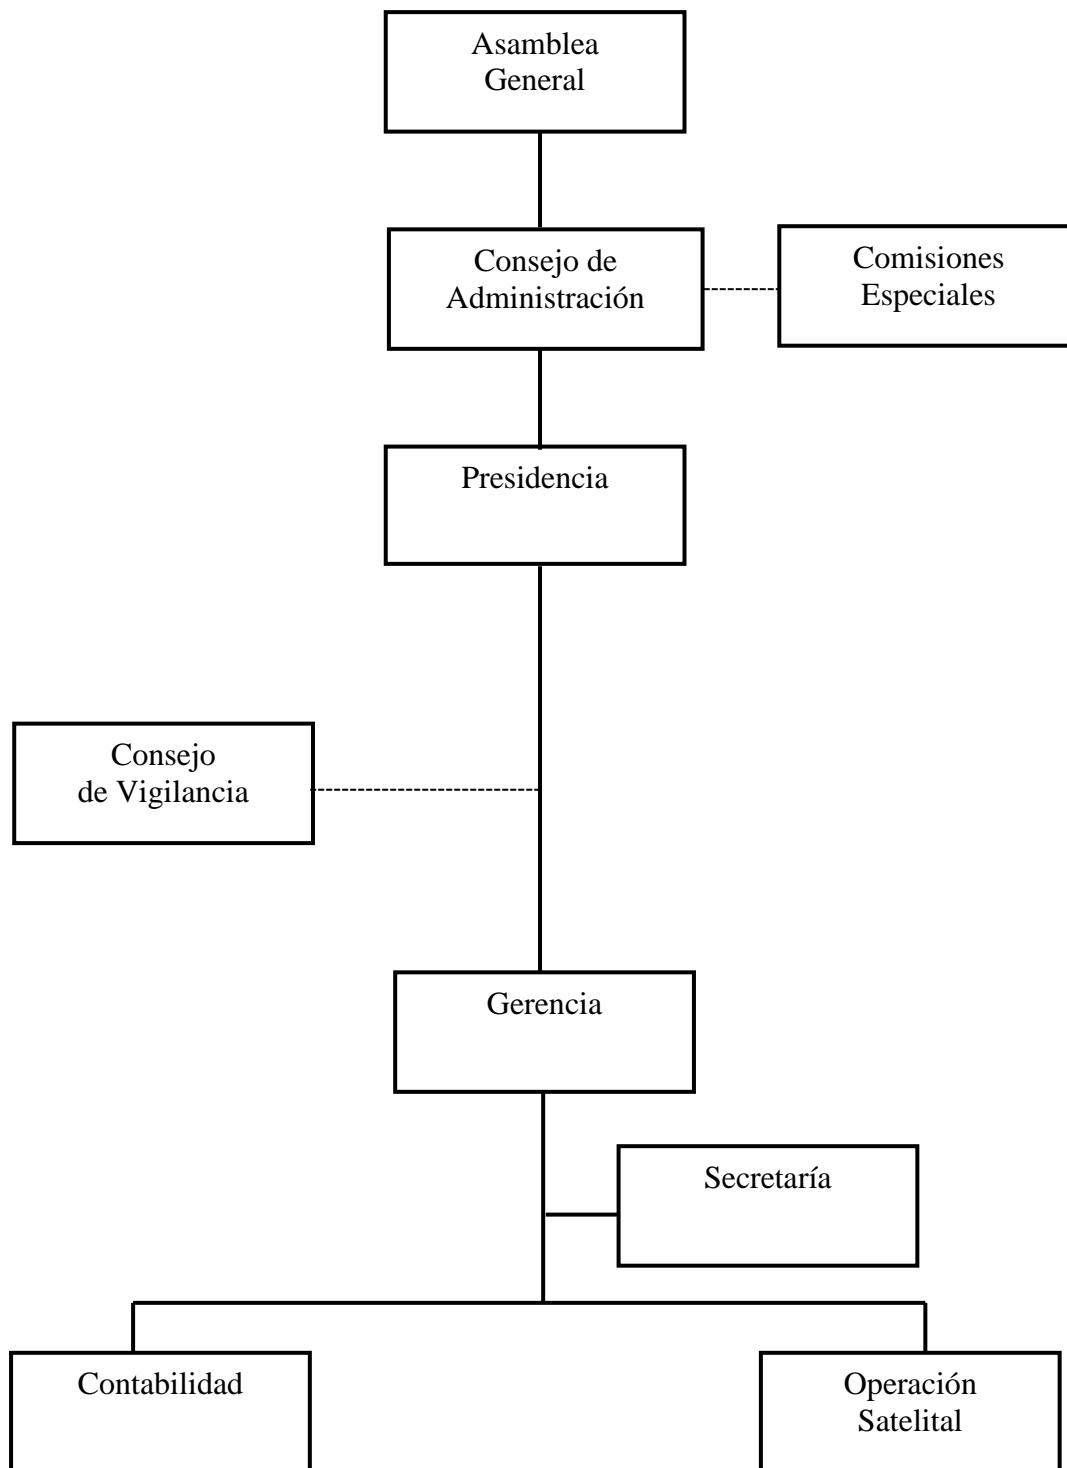 Asamblea
General
Consejo de
Administración
Comisiones
Especiales
Presidencia
Consejo
de Vigilancia
Gerencia
Secretaría
Contabilidad
Operación
Satelital